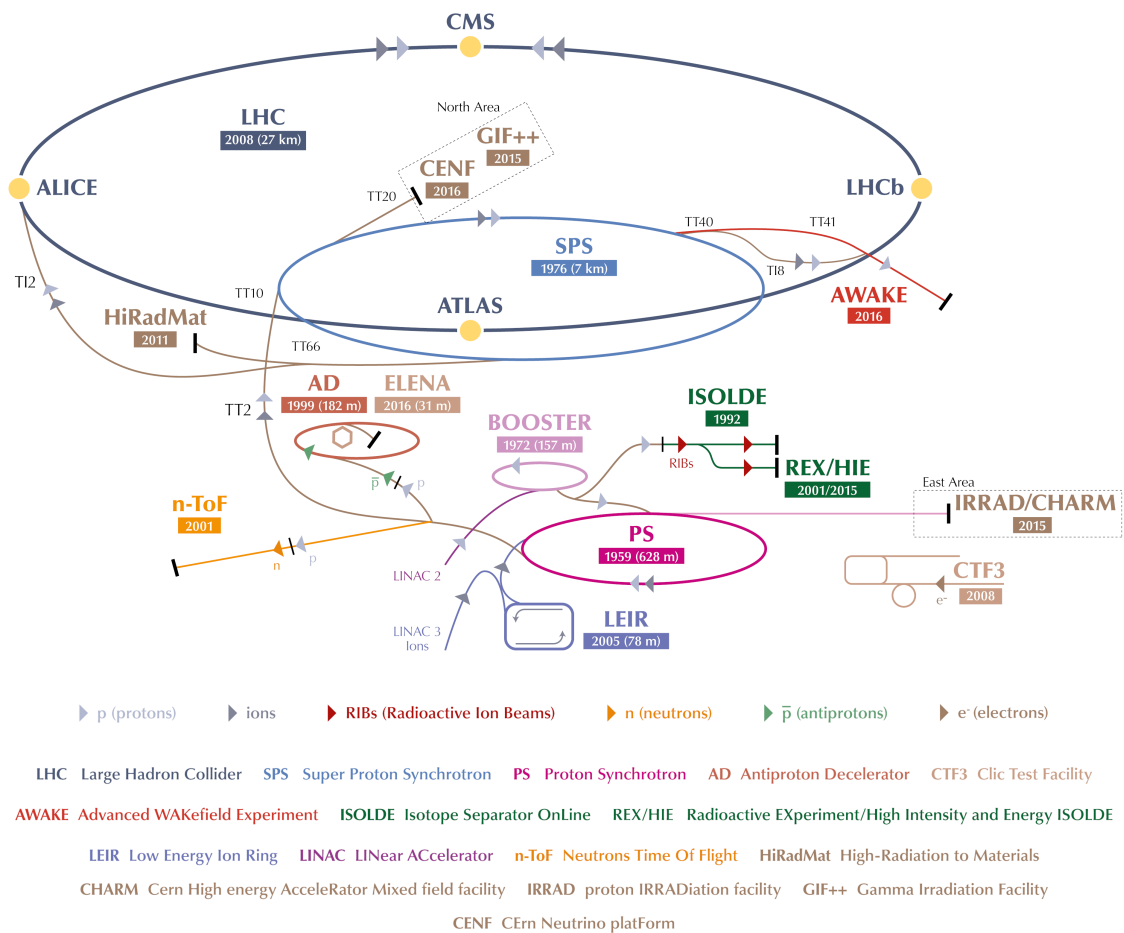 CMS
North Area
LHC
2008 (27 km)
GIF++
2015
CENF
2016
ALICE
LHCb
TT20
TT40
TT41
SPS
1976 (7 km)
TI8
TI2
TT10
AWAKE
2016
ATLAS
HiRadMat
2011
TT66
AD
1999 (182 m)
ELENA
2016 (31 m)
TT2
BOOSTER
1972 (157 m)
ISOLDE
1992
RIBs
REX/HIE
2001/2015
p̅
p
East Area
IRRAD/CHARM
2015
n-ToF
2001
n
p
PS
1959 (628 m)
LINAC 2
CTF3
2008
e-
LINAC 3
Ions
LEIR
2005 (78 m)
p (protons)
ions
RIBs (Radioactive Ion Beams)
n (neutrons)
p̅ (antiprotons)
e- (electrons)
LHC Large Hadron Collider SPS Super Proton Synchrotron PS Proton Synchrotron AD Antiproton Decelerator CTF3 Clic Test Facility
AWAKE Advanced WAKefield Experiment ISOLDE Isotope Separator OnLine REX/HIE Radioactive EXperiment/High Intensity and Energy ISOLDE
LEIR Low Energy Ion Ring LINAC LINear ACcelerator n-ToF Neutrons Time Of Flight HiRadMat High-Radiation to Materials
CHARM Cern High energy AcceleRator Mixed field facility IRRAD proton IRRADiation facility GIF++ Gamma Irradiation Facility
CENF CErn Neutrino platForm